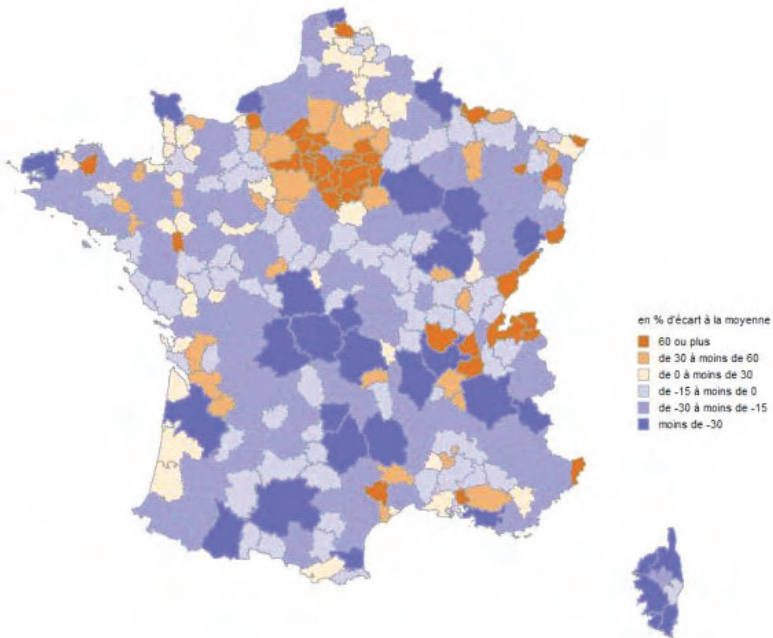 en % d'écart à la moyenne
60 ou plus
de 30 à moins de 60
de 0 à moins de 30
de -15 à moins de 0
de -30 à moins de -15
moins de -30